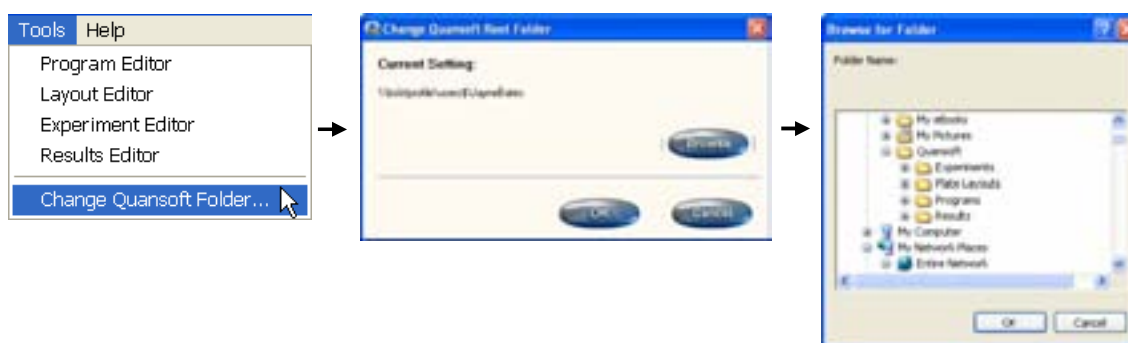 Tools Help
Program Editor
Layout Editor
Experiment Editor
Results Editor
Change Quansoft Folder...
Change Quansoft Root Folder
Current Setting:
Browse
OK
Cancel
Browse for Folder
Folder Name:
My eBooks
My Pictures
Quansoft
Experiments
Plate Layouts
Programs
Results
My Computer
My Network Places
Entire Network
OK Cancel